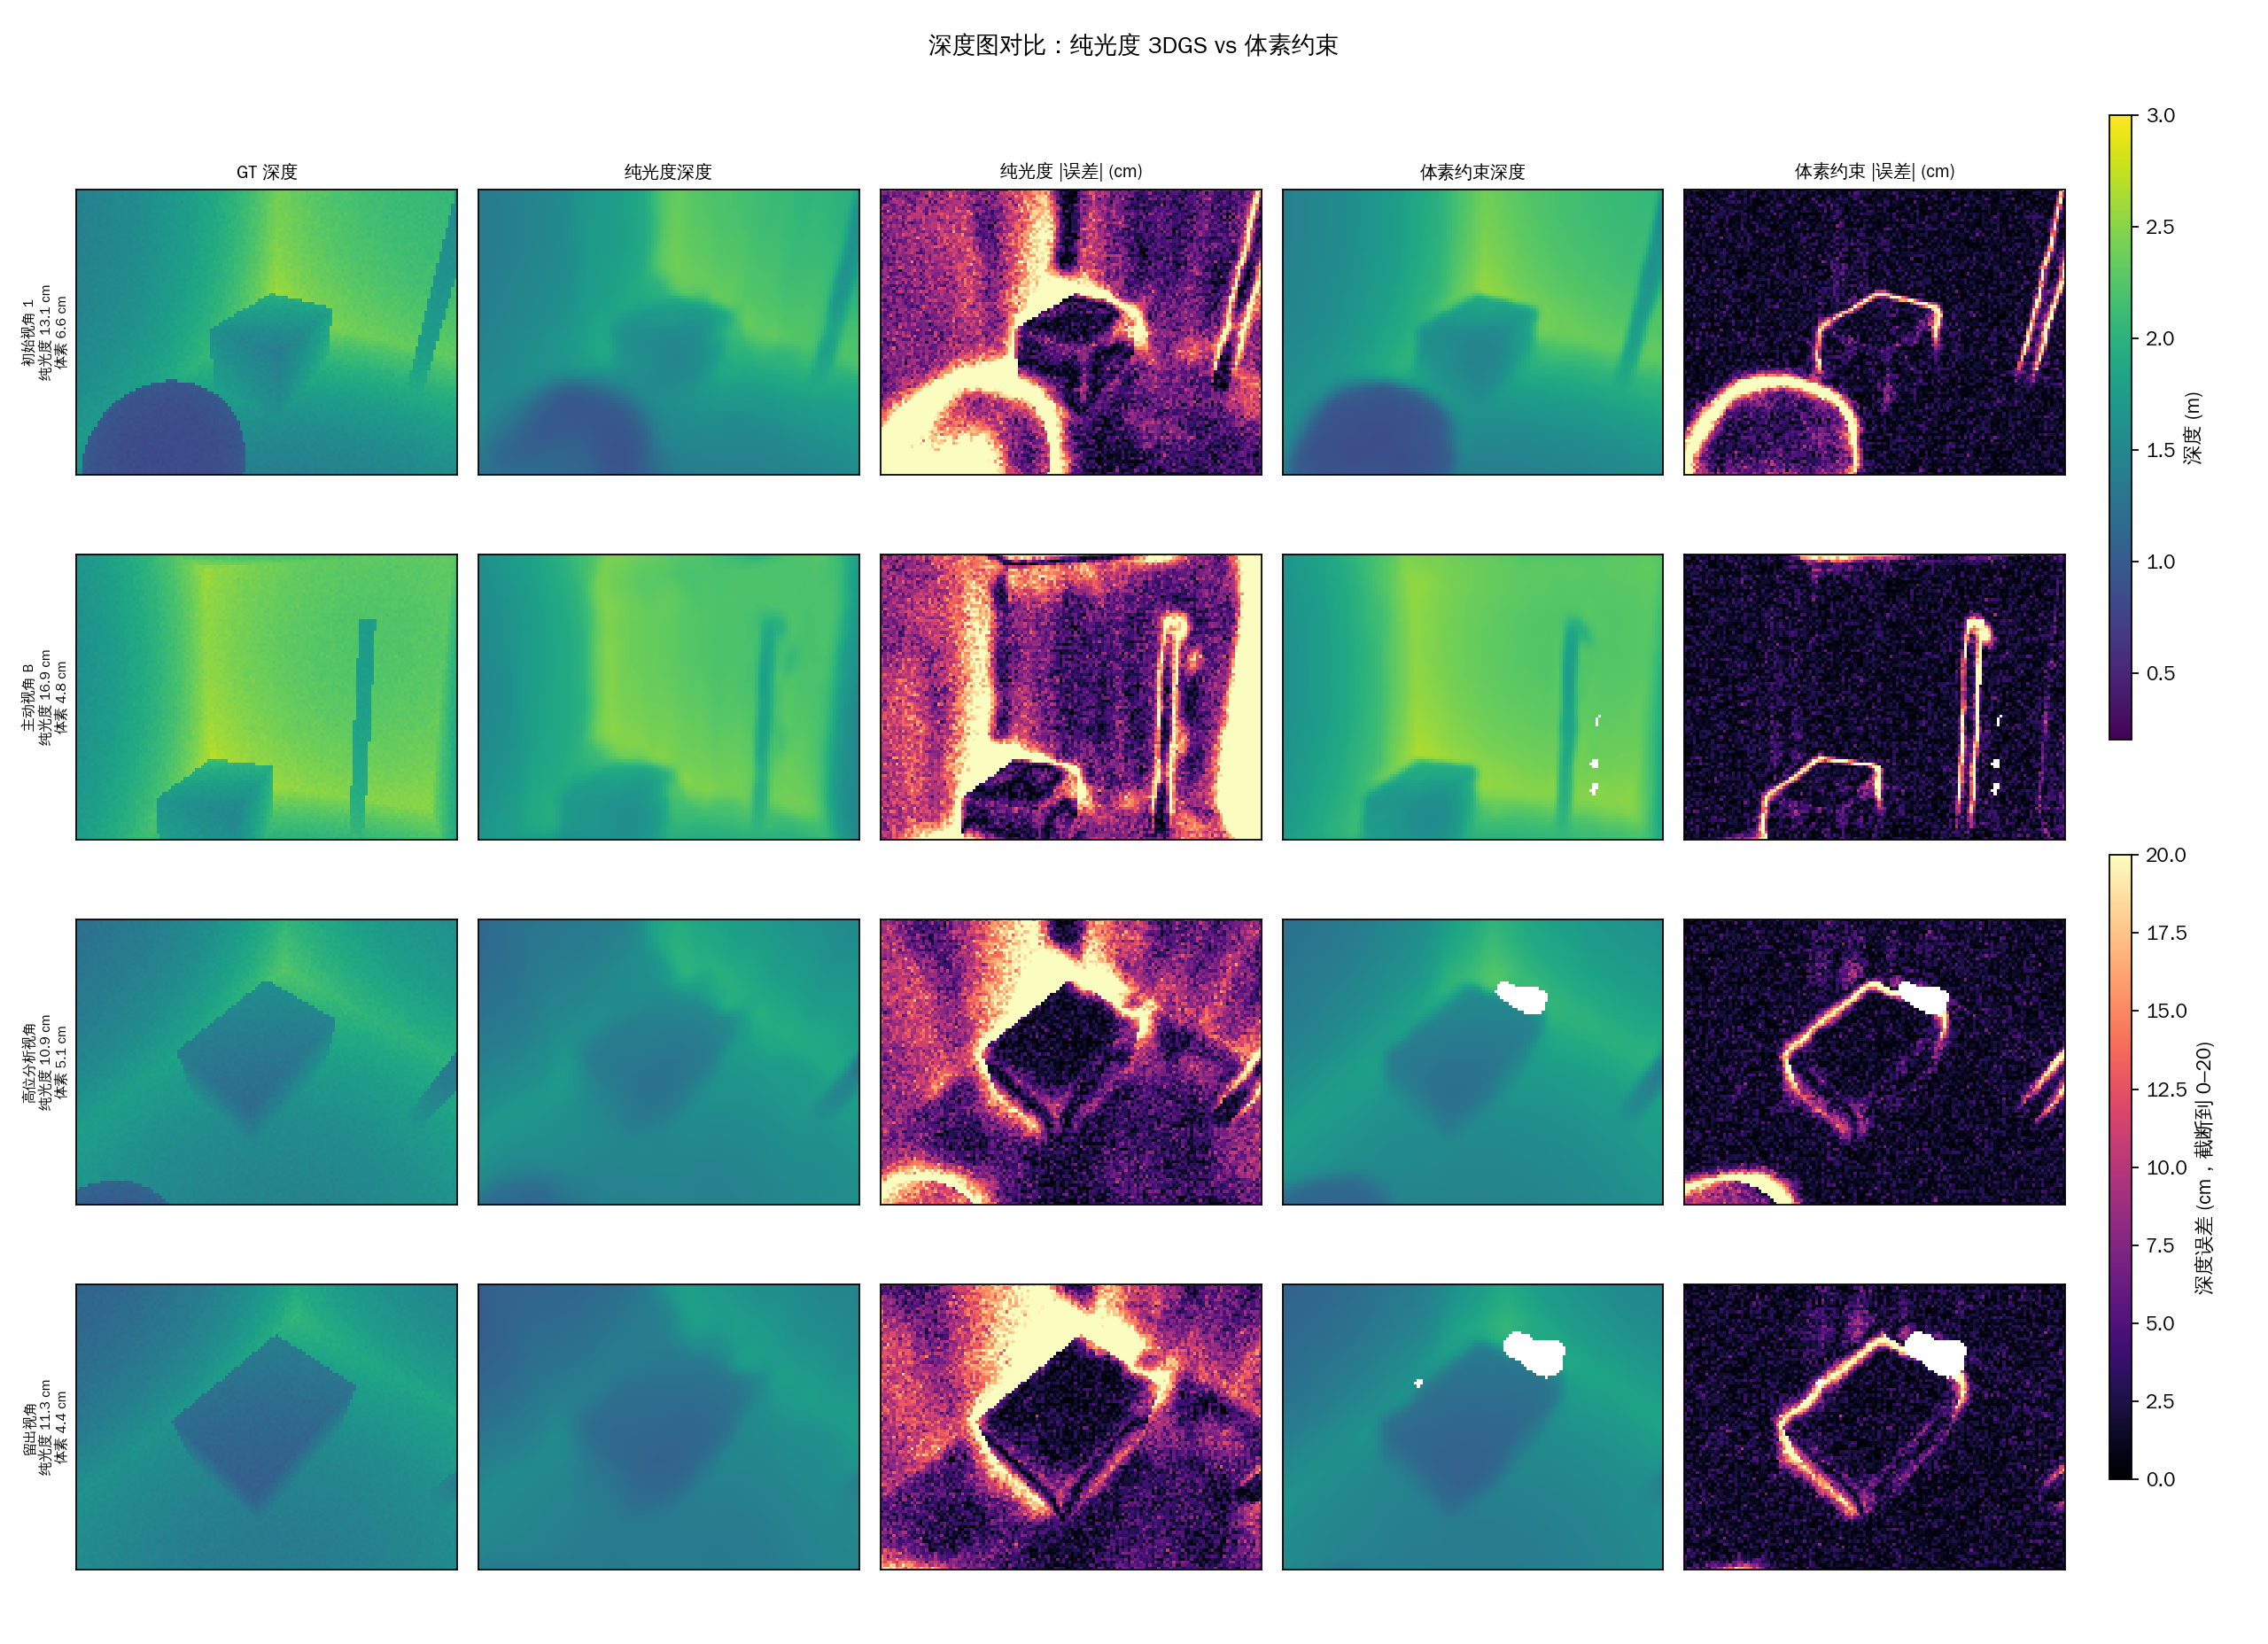 深度图对比：纯光度 3DGS vs 体素约束
GT 深度
纯光度深度
纯光度 |误差| (cm)
体素约束深度
体素约束 |误差| (cm)
初始视角 1
纯光度 13.1 cm
体素 6.6 cm
主动视角 B
纯光度 16.9 cm
体素 4.8 cm
高位分析视角
纯光度 10.9 cm
体素 5.1 cm
留出视角
纯光度 11.3 cm
体素 4.4 cm
3.0
2.5
2.0
1.5
1.0
0.5
深度 (m)
20.0
17.5
15.0
12.5
10.0
7.5
5.0
2.5
0.0
深度误差 (cm，截断到 0–20)